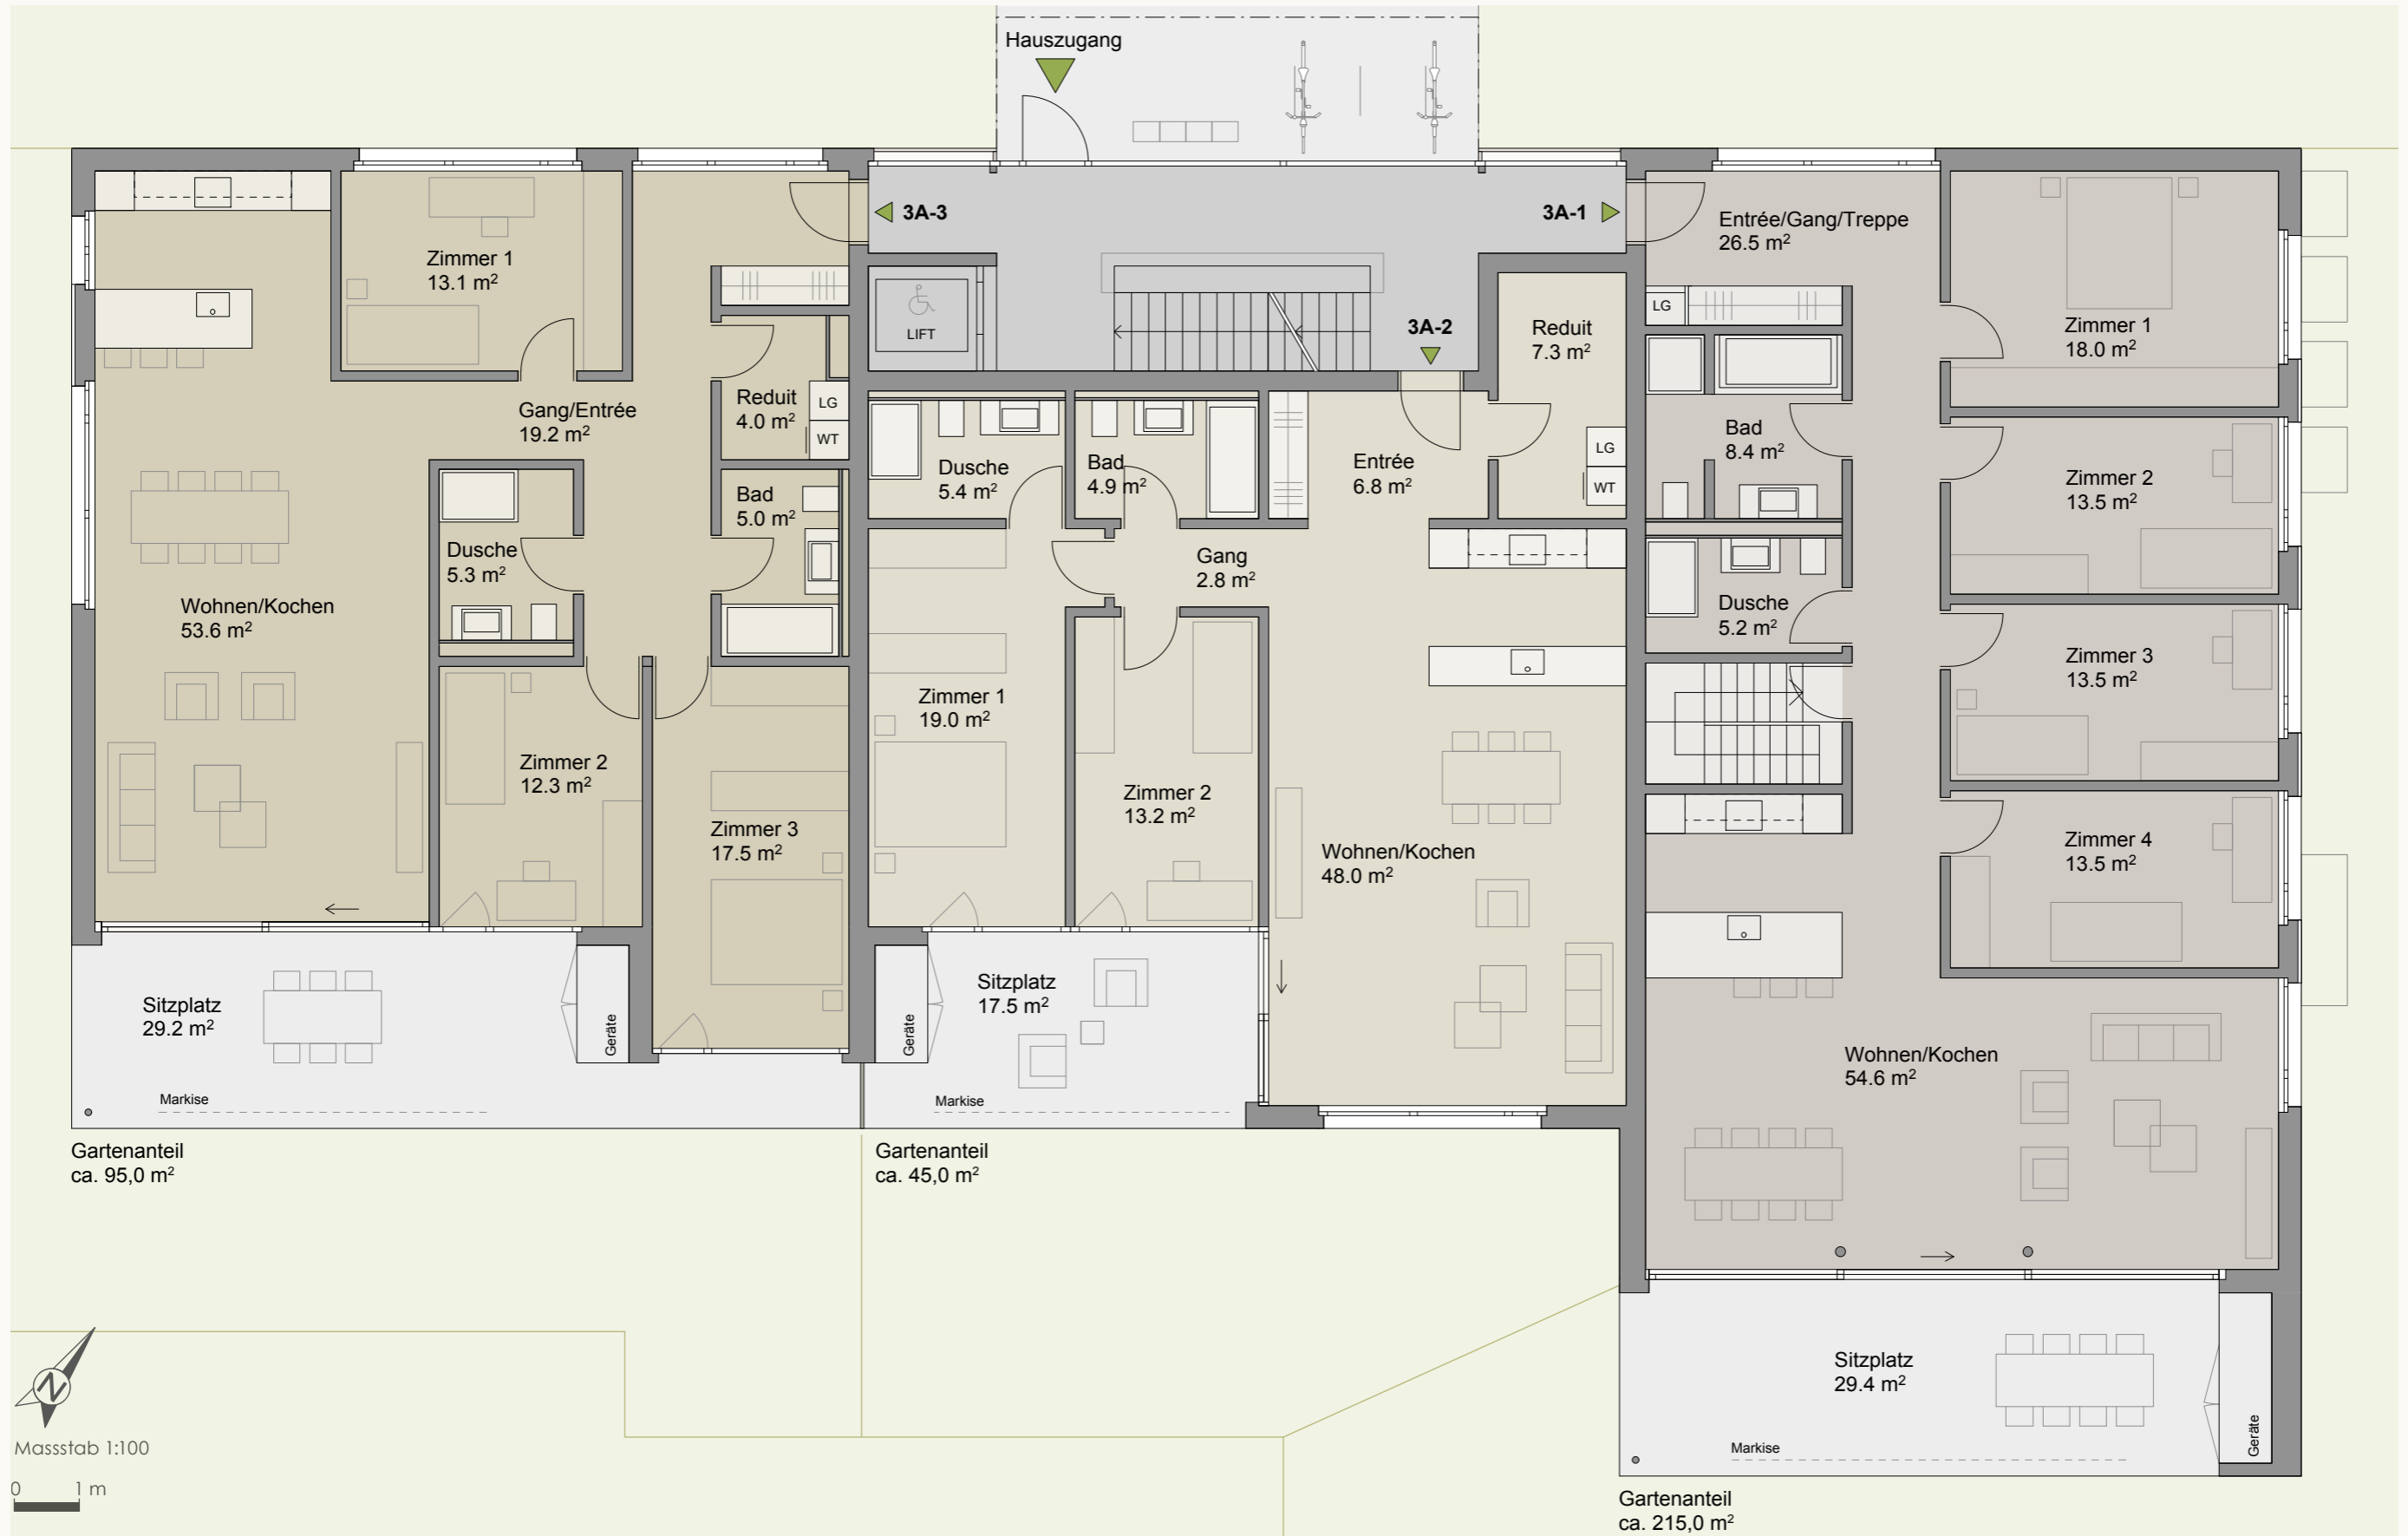 Hauszugang
3A-3
3A-1
Entrée/Gang/Treppe
26.5 m²
Zimmer 1
13.1 m²
LG
LIFT
3A-2
Reduit
7.3 m²
Zimmer 1
18.0 m²
Gang/Entrée
19.2 m²
Reduit
4.0 m²
LG
WT
Dusche
5.4 m²
Bad
4.9 m²
Entrée
6.8 m²
LG
WT
Bad
8.4 m²
Zimmer 2
13.5 m²
Bad
5.0 m²
Dusche
5.3 m²
Gang
2.8 m²
Dusche
5.2 m²
Wohnen/Kochen
53.6 m²
Zimmer 3
13.5 m²
Zimmer 1
19.0 m²
Zimmer 2
12.3 m²
Zimmer 2
13.2 m²
Zimmer 3
17.5 m²
Wohnen/Kochen
48.0 m²
Zimmer 4
13.5 m²
Sitzplatz
29.2 m²
Geräte
Geräte
Sitzplatz
17.5 m²
Wohnen/Kochen
54.6 m²
Markise
Markise
Gartenanteil
ca. 95,0 m²
Gartenanteil
ca. 45,0 m²
Sitzplatz
29.4 m²
Geräte
Markise
N
Massstab 1:100
0 1 m
Gartenanteil
ca. 215,0 m²